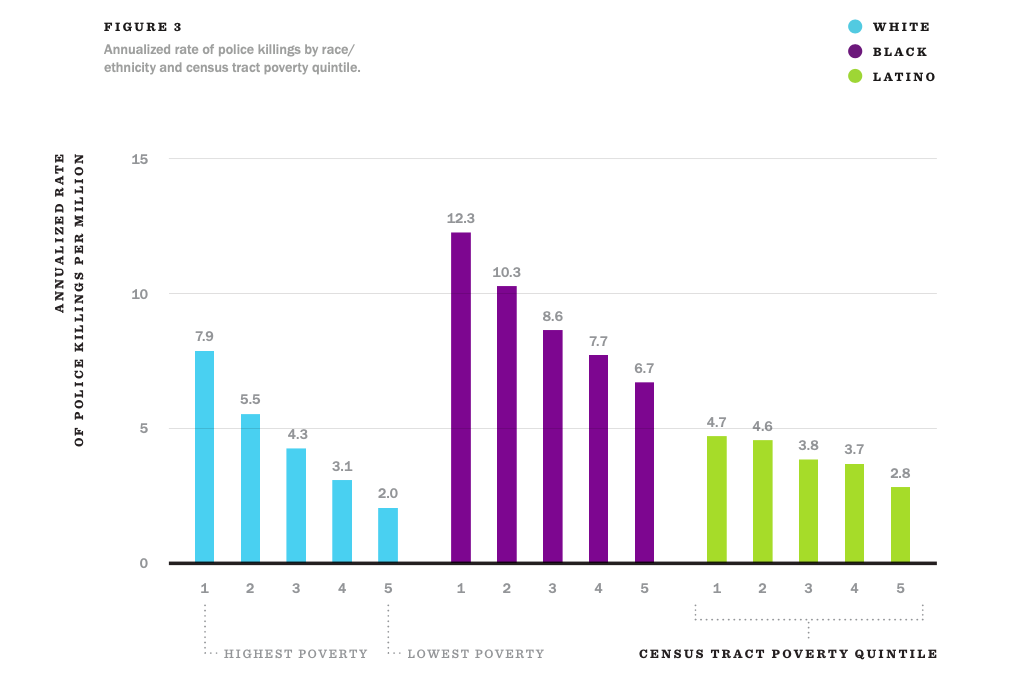 FIGURE 3
Annualized rate of police killings by race/
ethnicity and census tract poverty quintile.
WHITE
BLACK
LATINO
ANNUALIZED RATE
OF POLICE KILLINGS PER MILLION
15
10
5
0
7.9
5.5
4.3
3.1
2.0
12.3
10.3
8.6
7.7
6.7
4.7
4.6
3.8
3.7
2.8
1 2 3 4 5 1 2 3 4 5 1 2 3 4 5
HIGHEST POVERTY
LOWEST POVERTY
CENSUS TRACT POVERTY QUINTILE